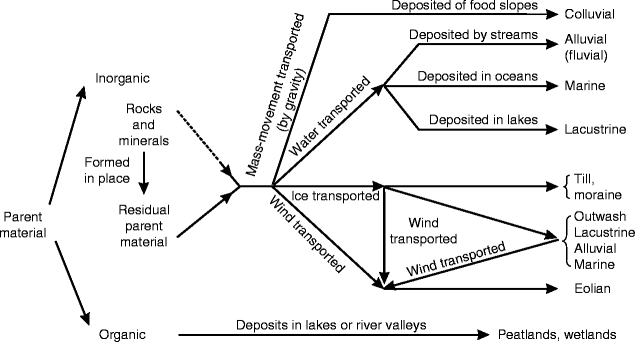 Deposited of food slopes
Colluvial
Deposited by streams
Alluvial
(fluvial)
Mass-movement transported
(by gravity)
Water transported
Deposited in oceans
Marine
Deposited in lakes
Lacustrine
Inorganic
Rocks
and
minerals
Formed
in place
Residual
parent
material
Parent
material
Ice transported
Till,
moraine
Wind transported
Wind
transported
Wind transported
Outwash
Lacustrine
Alluvial
Marine
Eolian
Organic
Deposits in lakes or river valleys
Peatlands, wetlands